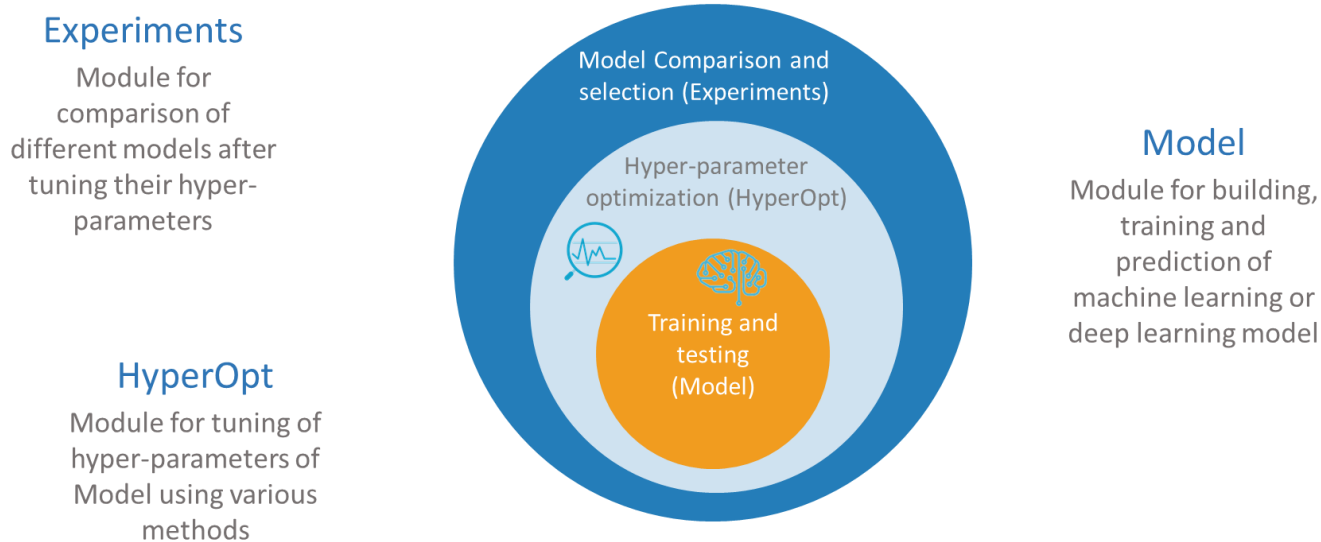 Experiments
Module for
comparison of
different models after
tuning their hyper-
parameters
HyperOpt
Module for tuning of
hyper-parameters of
Model using various
methods
Model Comparison and
selection (Experiments)
Hyper-parameter
optimization (HyperOpt)
Training and
testing
(Model)
Model
Module for building,
training and
prediction of
machine learning or
deep learning model